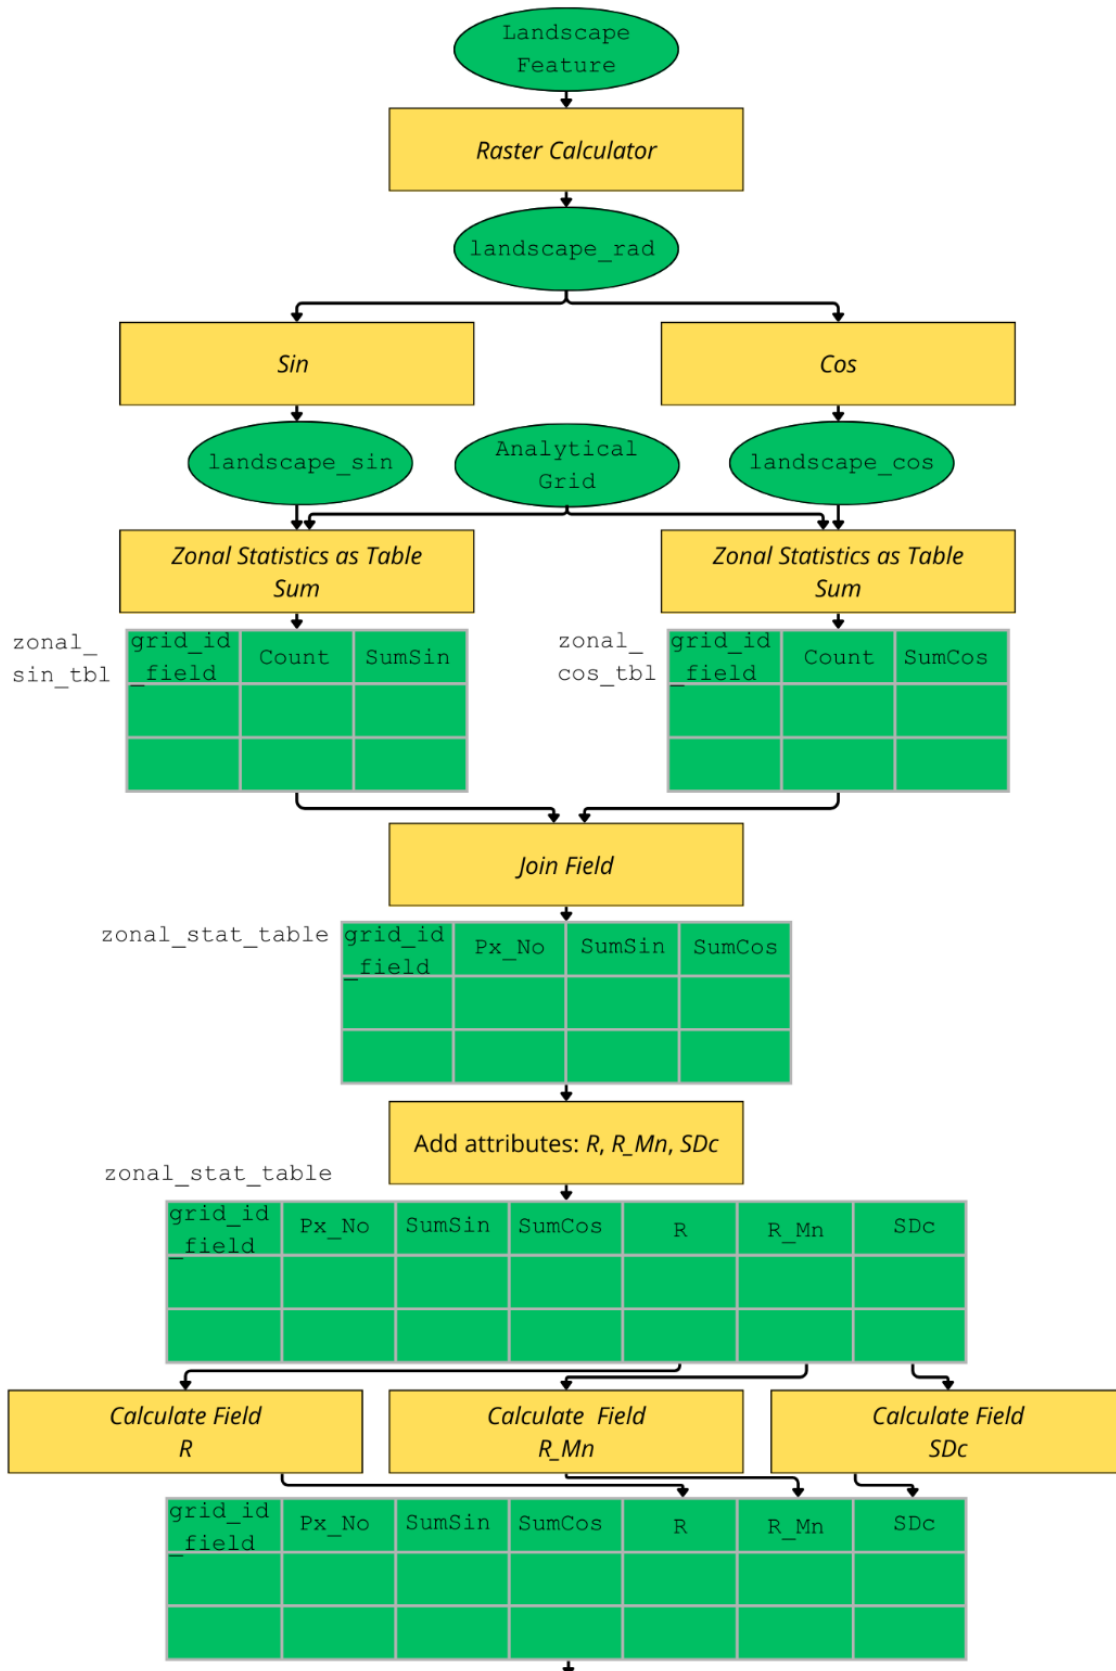 Landscape
Feature
Raster Calculator
landscape_rad
Sin
Cos
landscape_sin
Analytical
Grid
landscape_cos
Zonal Statistics as Table
Sum
Zonal Statistics as Table
Sum
zonal_
sin_tbl
grid_id
_field
Count
SumSin
zonal_
cos_tbl
grid_id
_field
Count
SumCos
Join Field
zonal_stat_table
grid_id
_field
Px_No
SumSin
SumCos
Add attributes: R, R_Mn, SDc
zonal_stat_table
grid_id
_field
Px_No
SumSin
SumCos
R
R_Mn
SDc
Calculate Field
R
Calculate Field
R_Mn
Calculate Field
SDc
grid_id
_field
Px_No
SumSin
SumCos
R
R_Mn
SDc